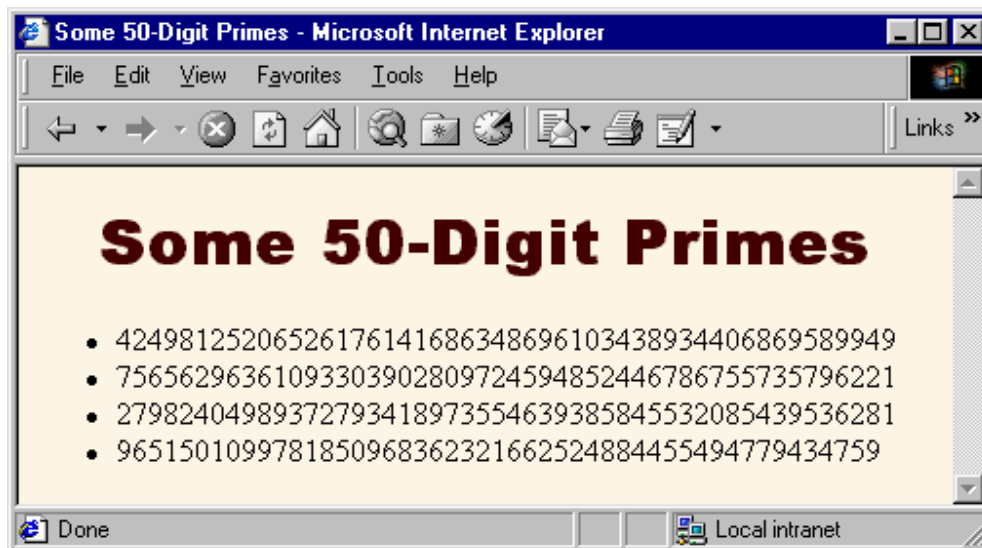 Some 50-Digit Primes - Microsoft Internet Explorer
File Edit View Favorites Tools Help
Links »
Some 50-Digit Primes
• 42498125206526176141686348696103438934406869589949
• 75656296361093303902809724594852446786755735796221
• 27982404989372793418973554639385845532085439536281
• 9651501099781850968362321662524884455494779434759
Done
Local intranet